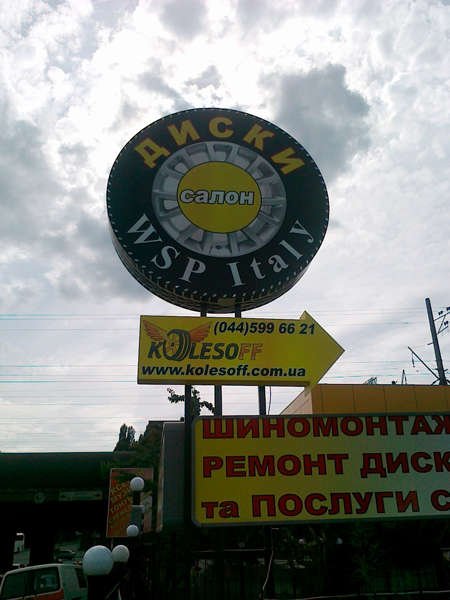 ДИСКИ
салон
WSP Italy
(044)599 66 21
KOLESOFF
www.kolesoff.com.ua
ШИНОМОНТАЖ
РЕМОНТ ДИСК
та ПОСЛУГИ С